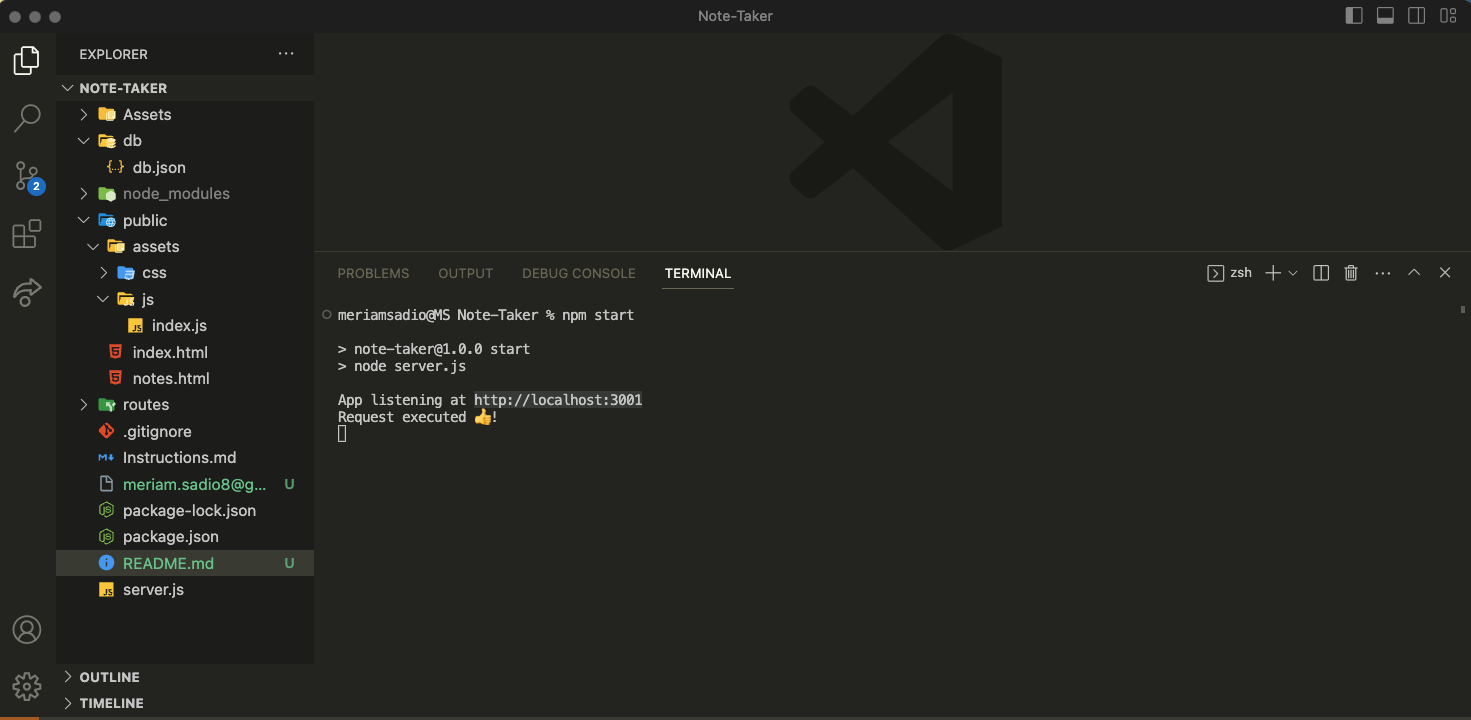 Note-Taker
EXPLORER
NOTE-TAKER
Assets
db
db.json
node_modules
public
assets
css
js
index.js
index.html
notes.html
routes
.gitignore
Instructions.md
meriam.sadio8@g... U
package-lock.json
package.json
README.md U
server.js
OUTLINE
TIMELINE
2
PROBLEMS OUTPUT DEBUG CONSOLE TERMINAL zsh
meriamsadio@MS Note-Taker % npm start
> note-taker@1.0.0 start
> node server.js
App listening at http://localhost:3001
Request executed 👍!